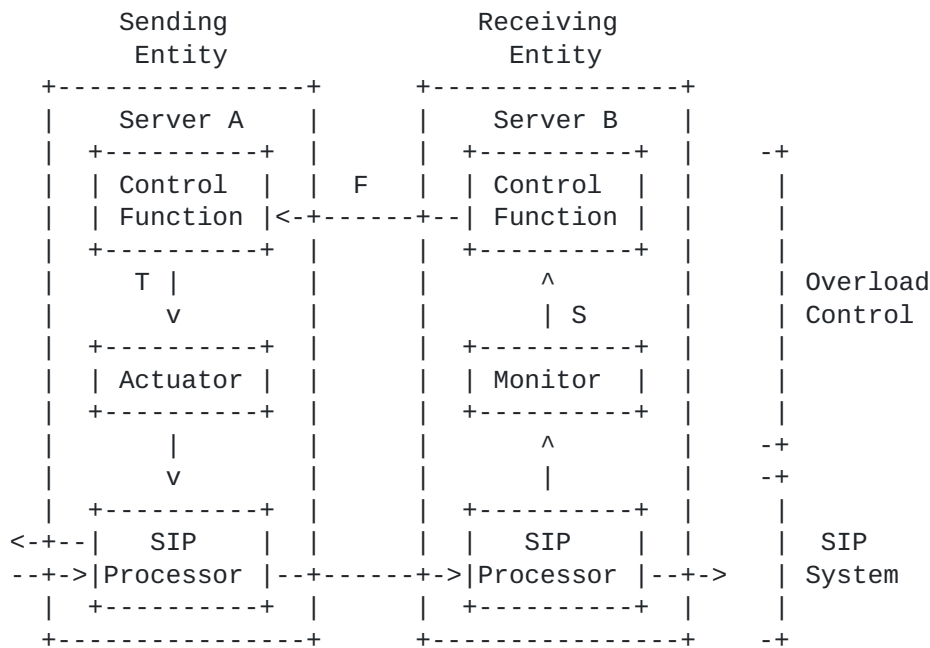 Sending Receiving
Entity Entity
Server A Server B
Control F Control
Function Function
T Overload
S Control
Actuator Monitor
SIP SIP SIP
Processor Processor System